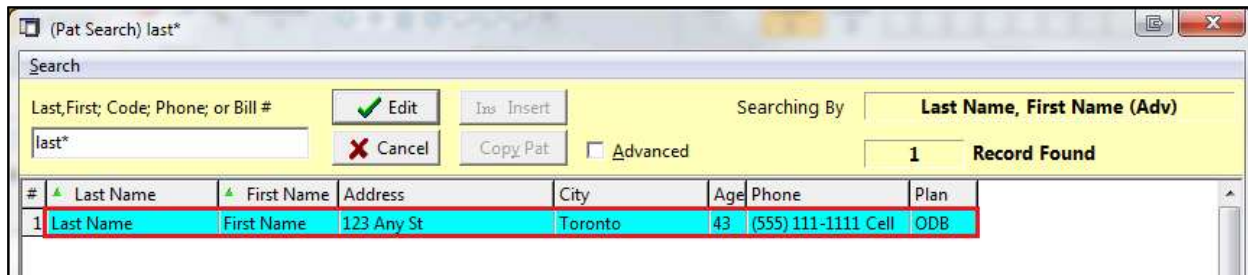 (Pat Search) last*
Search
Last,First; Code; Phone; or Bill #
Edit
Ins Insert
Searching By
Last Name, First Name (Adv)
last*
Cancel
Copy Pat
Advanced
1
Record Found
# Last Name First Name Address City Age Phone Plan
1 Last Name First Name 123 Any St Toronto 43 (555) 111-1111 Cell ODB